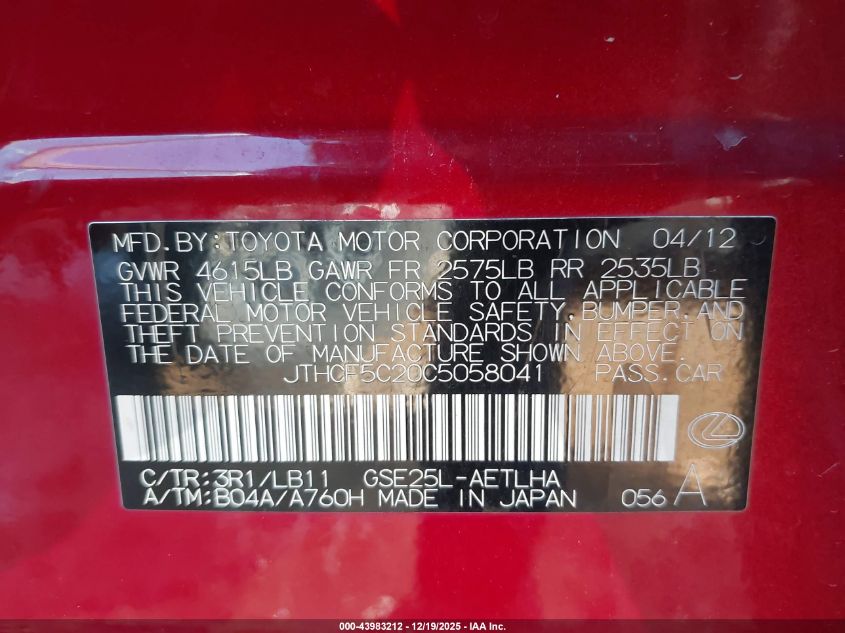 MFD. BY: TOYOTA MOTOR CORPORATION 04/12
GVWR 4615LB GAWR FR 2575LB RR 2535LB
THIS VEHICLE CONFORMS TO ALL APPLICABLE
FEDERAL MOTOR VEHICLE SAFETY, BUMPER, AND
THEFT PREVENTION STANDARDS IN EFFECT ON
THE DATE OF MANUFACTURE SHOWN ABOVE.
JTHCF5C20C5058041 PASS. CAR
C/TR: 3R1/LB11 GSE25L-AETLHA
A/TM: B04A/A760H MADE IN JAPAN 056 A
000-43983212 - 12/19/2025 - IAA Inc.